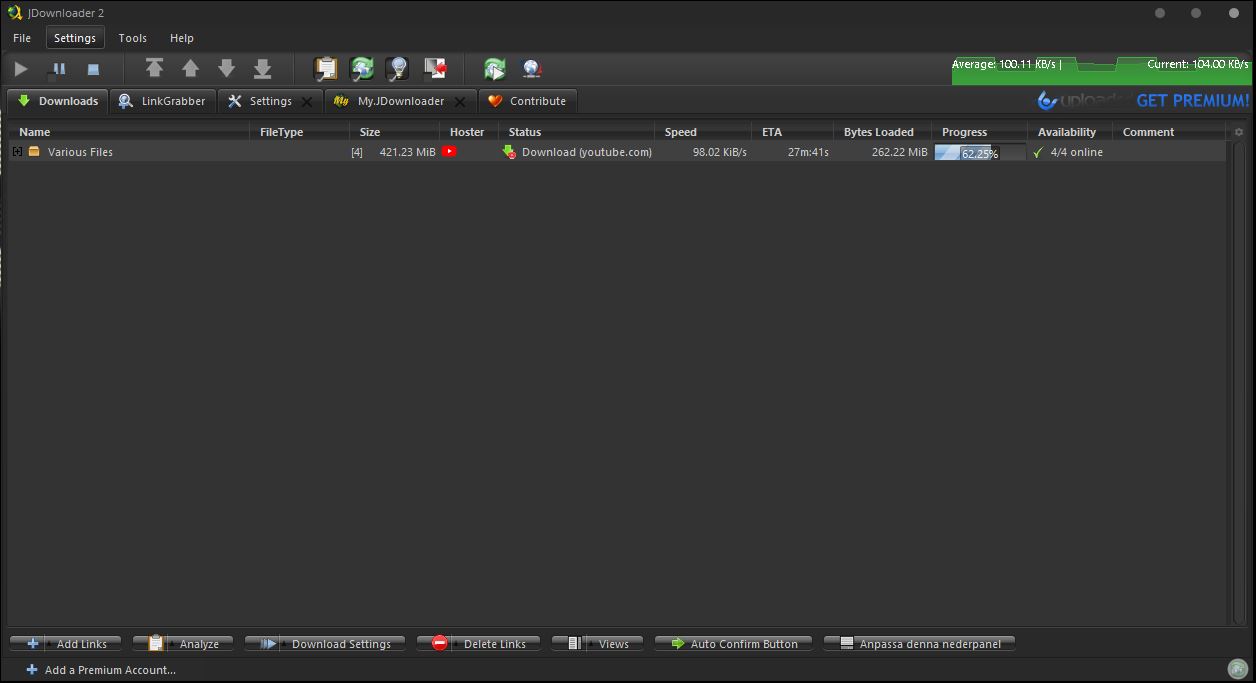 JDownloader 2
File Settings Tools Help
Average: 100.11 KB/s | Current: 104.00 KB/s
Downloads LinkGrabber Settings My.JDownloader Contribute uploaded GET PREMIUM!
Name FileType Size Hoster Status Speed ETA Bytes Loaded Progress Availability Comment
Various Files [4] 421.23 MiB Download (youtube.com) 98.02 KiB/s 27m:41s 262.22 MiB 62,25% 4/4 online
Add Links Analyze Download Settings Delete Links Views Auto Confirm Button Anpassa denna nederpanel
Add a Premium Account...